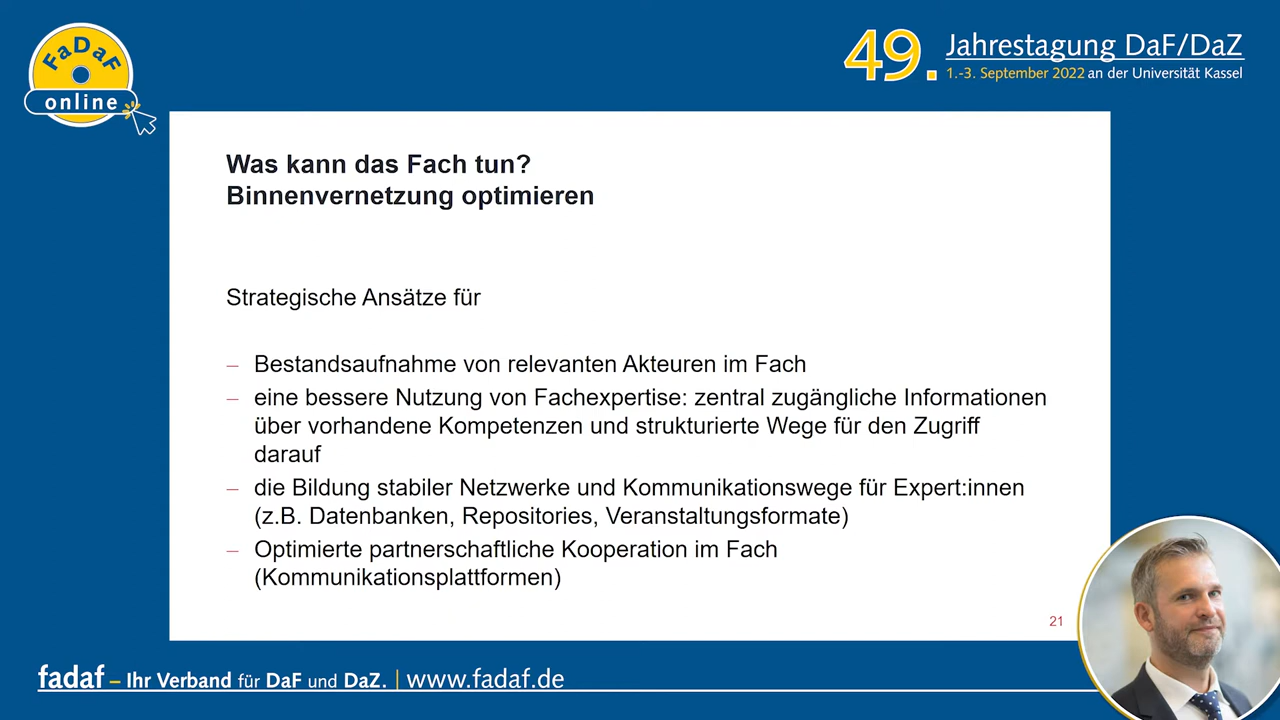 FaDaF
online
49. Jahrestagung DaF/DaZ
1.-3. September 2022 an der Universität Kassel
Was kann das Fach tun?
Binnenvernetzung optimieren
Strategische Ansätze für
– Bestandsaufnahme von relevanten Akteuren im Fach
– eine bessere Nutzung von Fachexpertise: zentral zugängliche Informationen
über vorhandene Kompetenzen und strukturierte Wege für den Zugriff
darauf
– die Bildung stabiler Netzwerke und Kommunikationswege für Expert:innen
(z.B. Datenbanken, Repositories, Veranstaltungsformate)
– Optimierte partnerschaftliche Kooperation im Fach
(Kommunikationsplattformen)
21
fadaf – Ihr Verband für DaF und DaZ. | www.fadaf.de